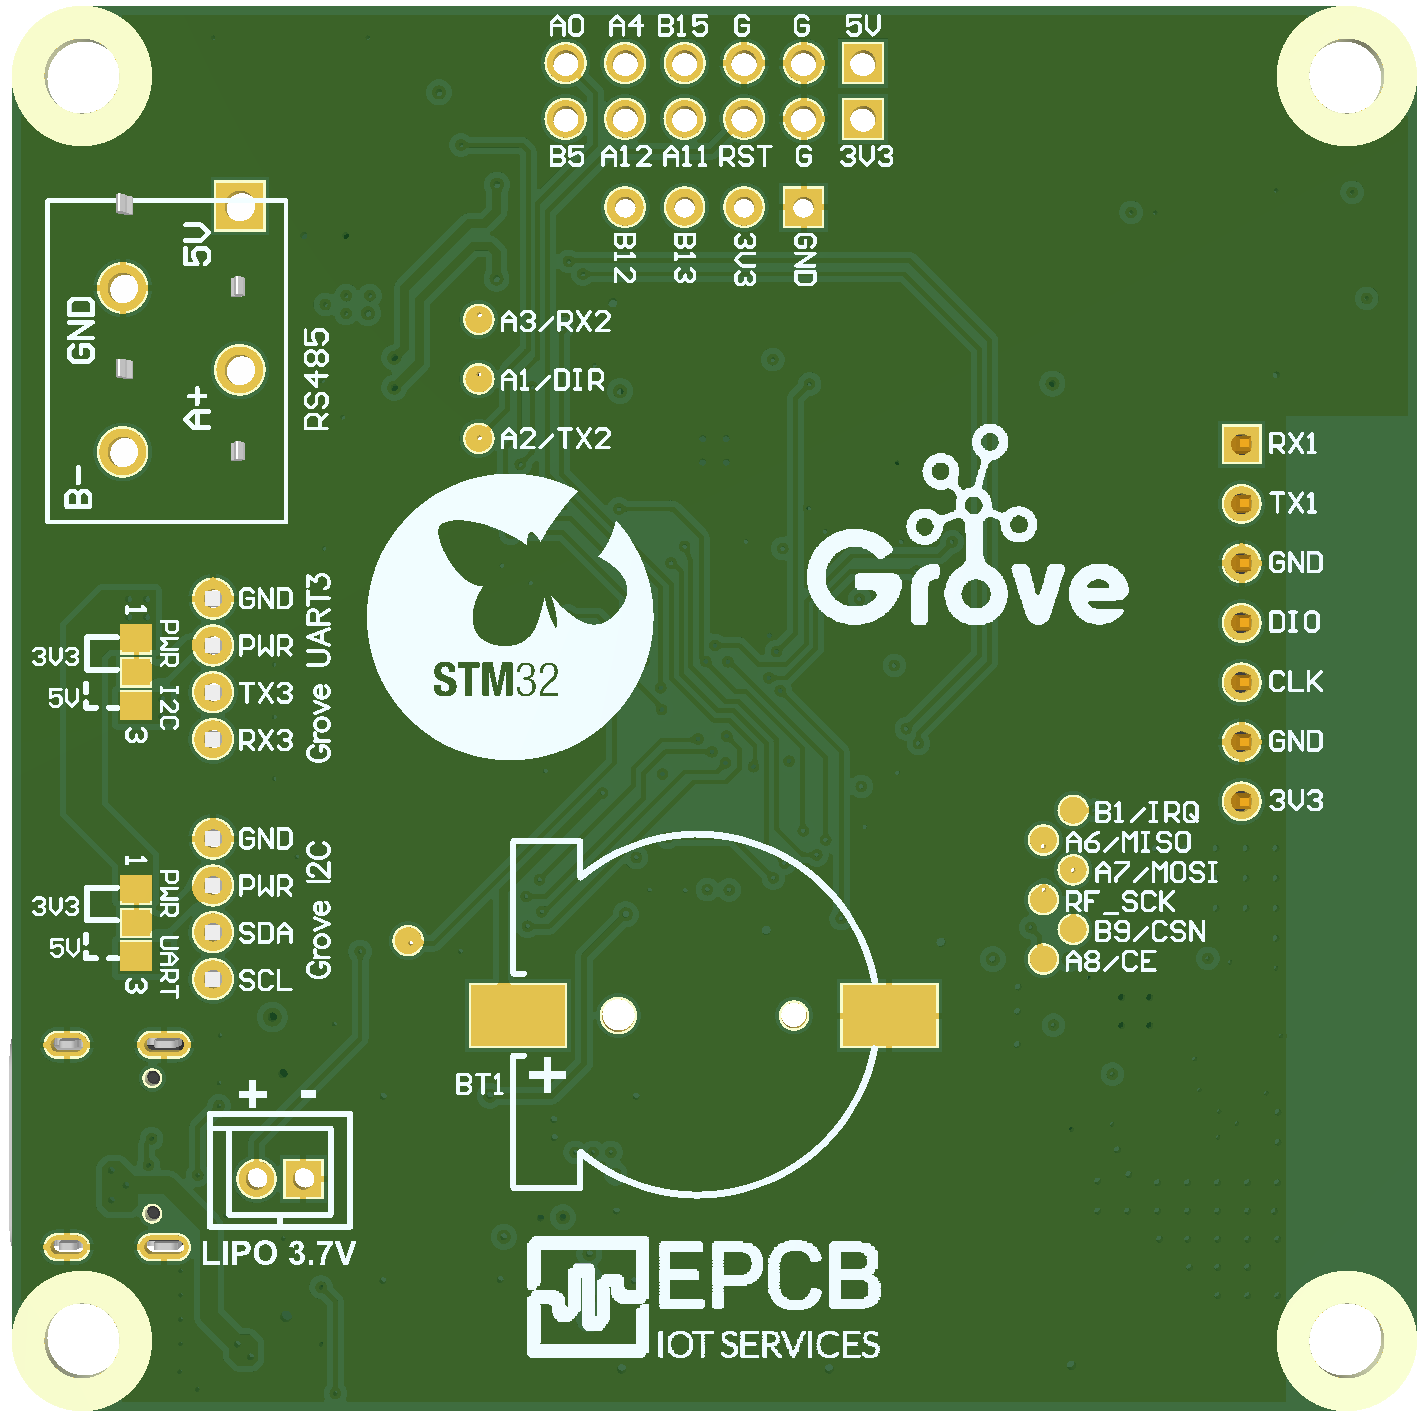 A0 A4 B15 G G 5V
B5 A12 A11 RST G 3V3
B12 B13 3V3 GND
5V
GND
A+
B-
RS485
A3/RX2
A1/DIR
A2/TX2
RX1
TX1
GND
DIO
CLK
GND
3V3
Grove
STM32
1
3V3
5V
3
PWR I2C
GND
PWR
TX3
RX3
Grove UART3
1
3V3
5V
3
PWR UART
GND
PWR
SDA
SCL
Grove I2C
B1/IRQ
A6/MISO
A7/MOSI
RF_SCK
B9/CSN
A8/CE
BT1 +
+ -
LIPO 3.7V
EPCB
IOT SERVICES